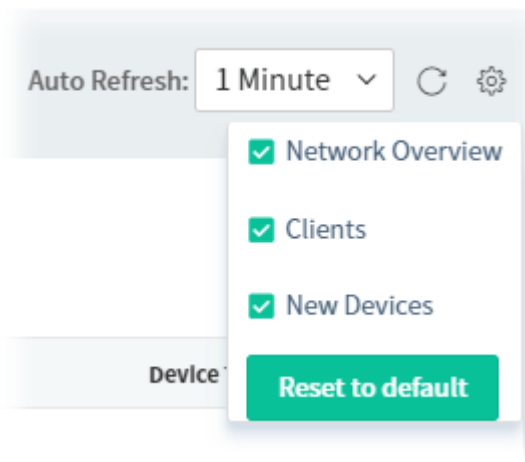 Auto Refresh: 1 Minute
Network Overview
Clients
New Devices
Device
Reset to default